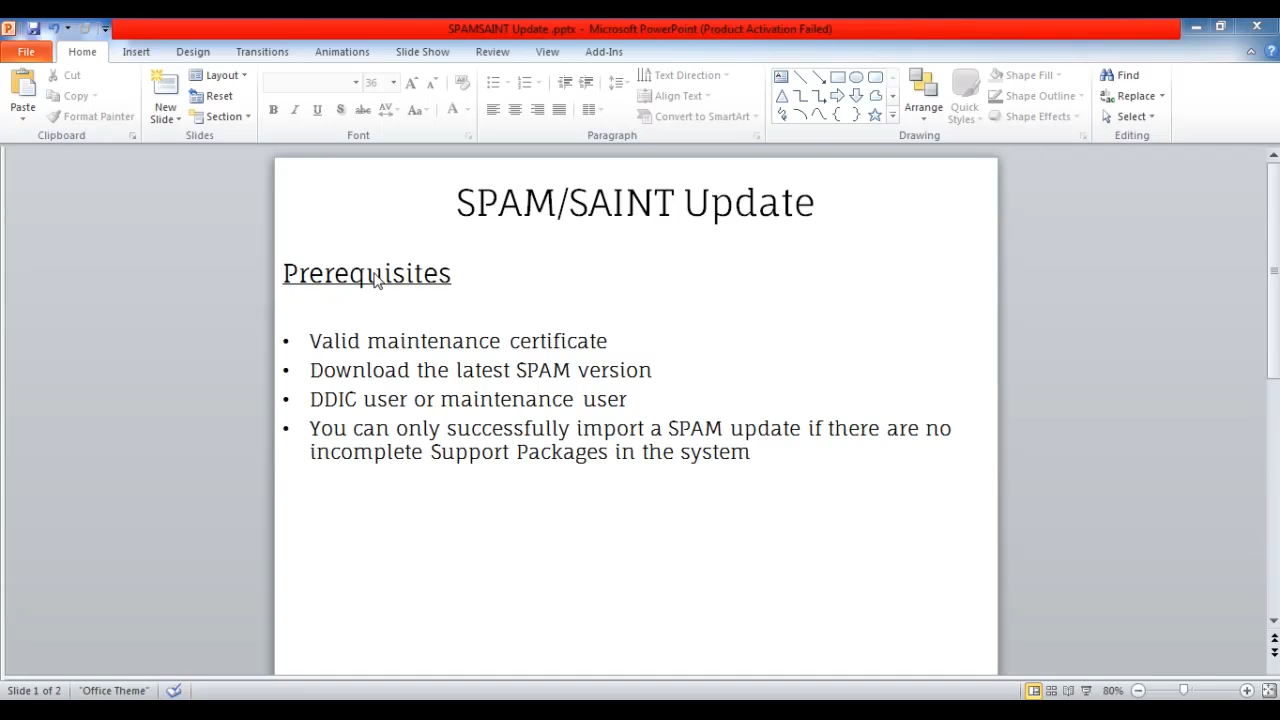 SPAMSAINT Update .pptx - Microsoft PowerPoint (Product Activation Failed)
File Home Insert Design Transitions Animations Slide Show Review View Add-Ins
Paste
Cut
Copy
Format Painter
Clipboard
New Slide
Layout
Reset
Section
Slides
36
Font
Text Direction
Align Text
Convert to SmartArt
Paragraph
Arrange
Quick Styles
Shape Fill
Shape Outline
Shape Effects
Drawing
Find
Replace
Select
Editing
SPAM/SAINT Update
Prerequisites
• Valid maintenance certificate
• Download the latest SPAM version
• DDIC user or maintenance user
• You can only successfully import a SPAM update if there are no
incomplete Support Packages in the system
Slide 1 of 2 "Office Theme" 80%